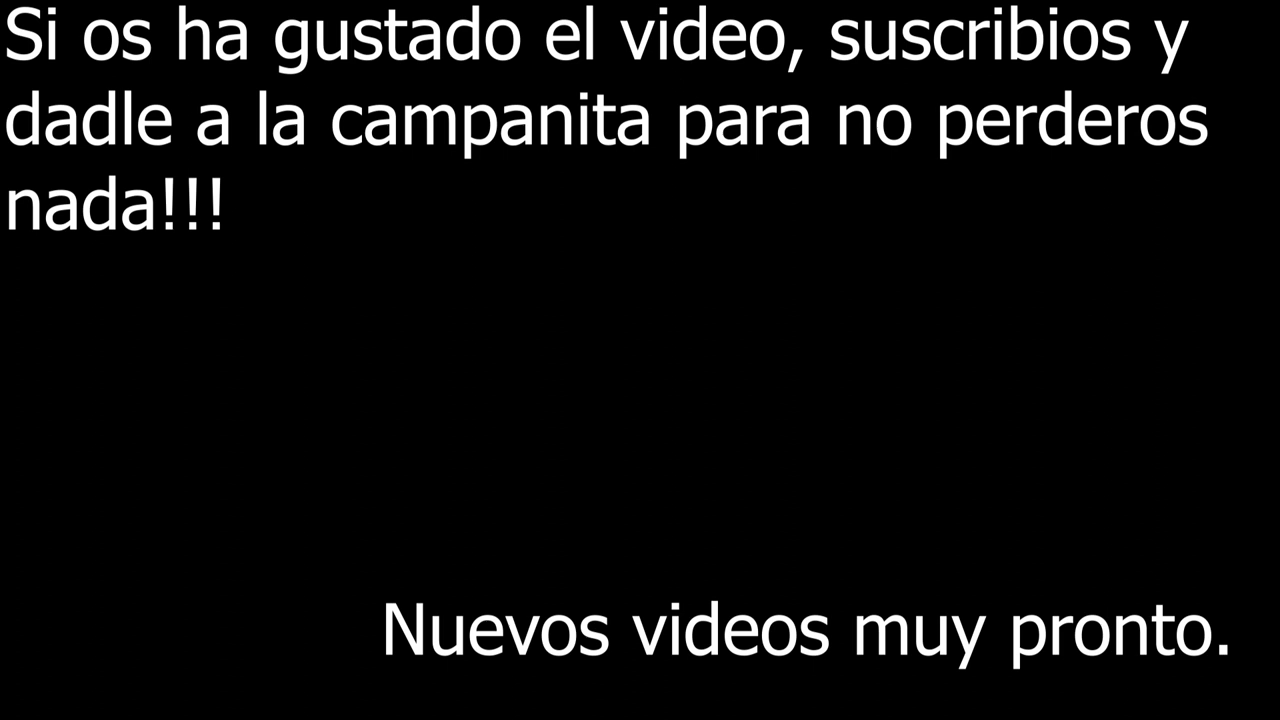 Si os ha gustado el video, suscribios y
dadle a la campanita para no perderos
nada!!!
Nuevos videos muy pronto.